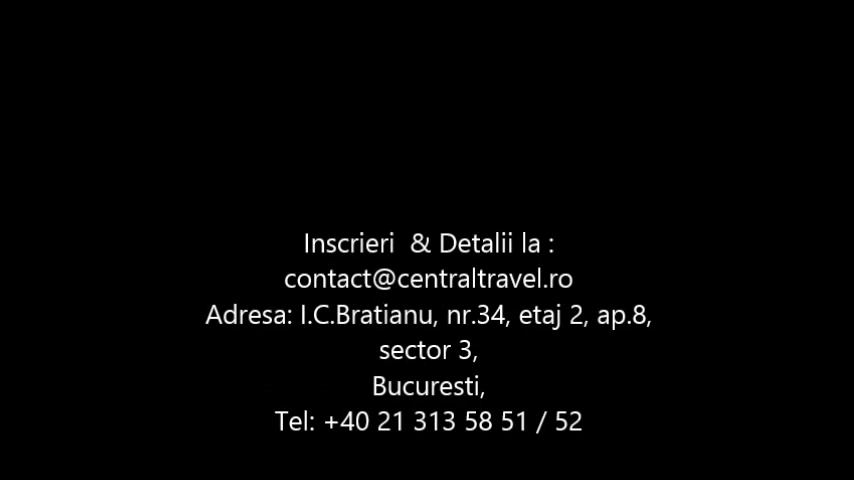 Inscrieri & Detalii la :
contact@centraltravel.ro
Adresa: I.C.Bratianu, nr.34, etaj 2, ap.8,
sector 3,
Bucuresti,
Tel: +40 21 313 58 51 / 52